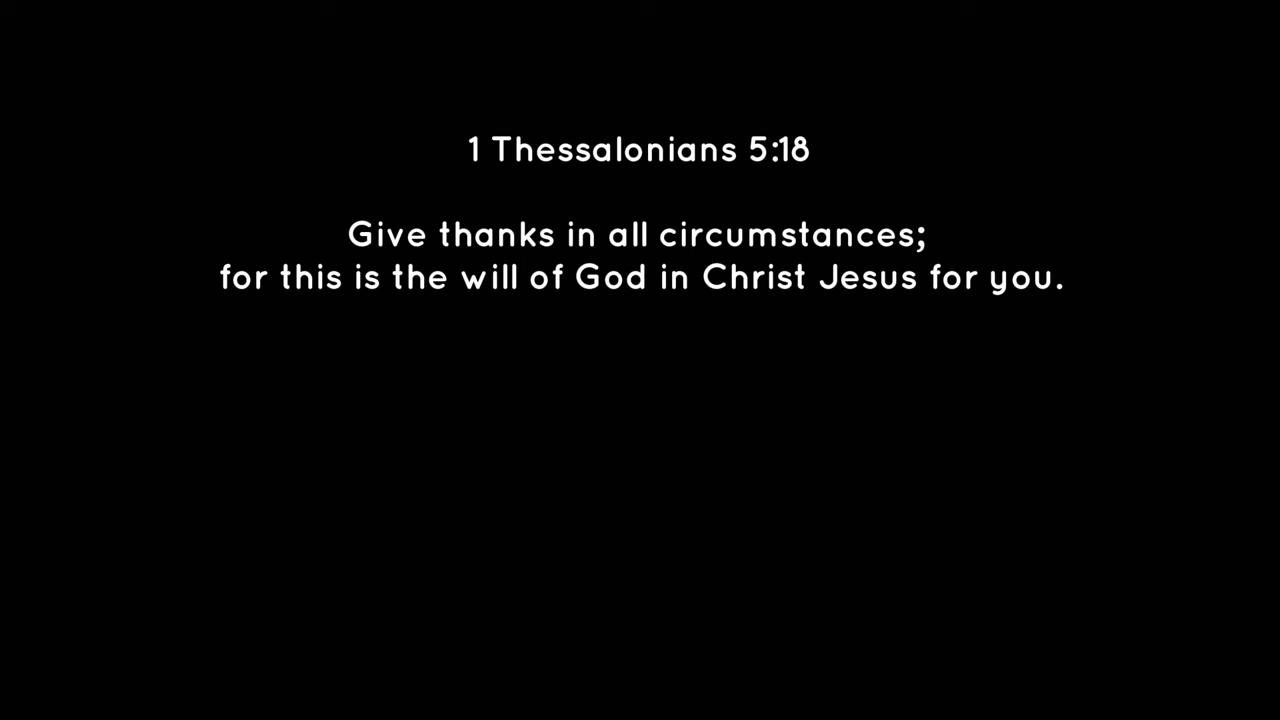 1 Thessalonians 5:18
Give thanks in all circumstances;
for this is the will of God in Christ Jesus for you.